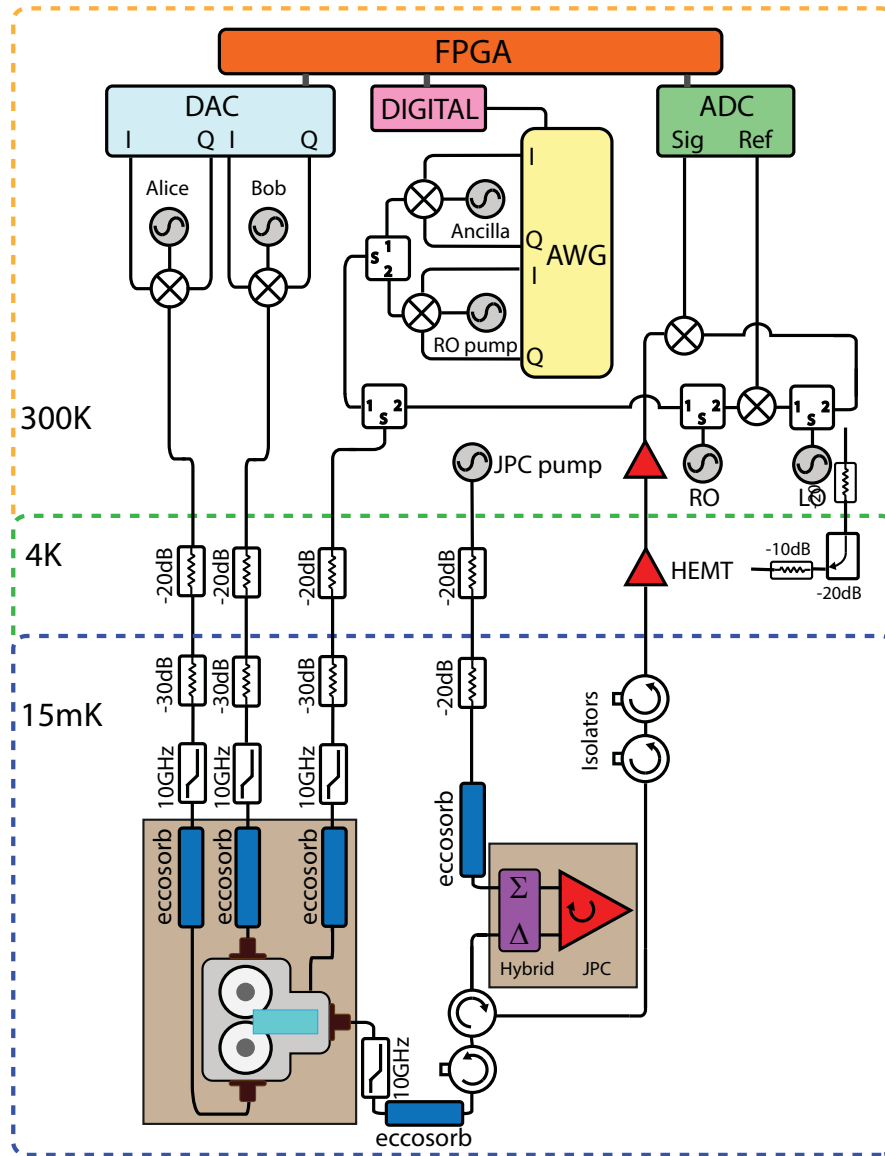 FPGA
DAC
I Q I Q
DIGITAL
ADC
Sig Ref
Alice
Bob
I
Ancilla
Q
I
AWG
RO pump
Q
S 1 2
1 S 2
1 S 2
1 S 2
300K
JPC pump
RO
LO
-20
4K
-20dB
-20dB
-20dB
-20dB
HEMT
-10dB
-20dB
15mK
-30dB
-30dB
-30dB
-20dB
Isolators
10GHz
10GHz
10GHz
eccosorb
eccosorb
eccosorb
eccosorb
Σ
Δ
Hybrid
JPC
10GHz
eccosorb